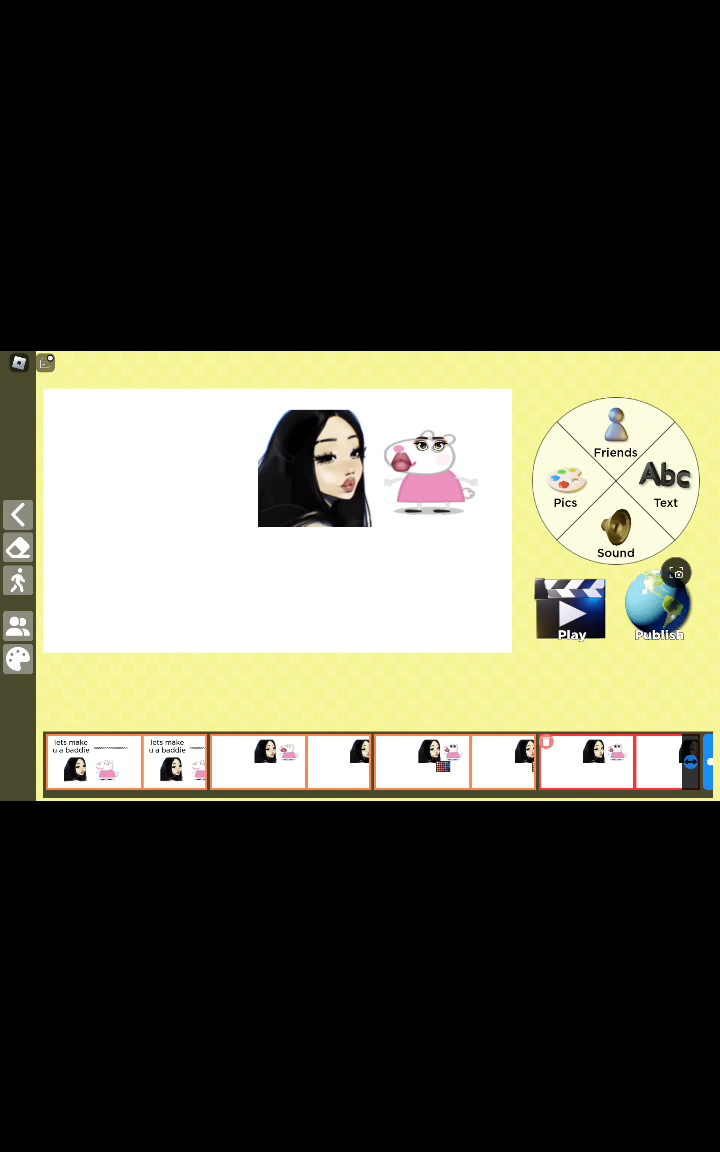 Friends
Pics
Abc
Text
Sound
Play
Publish
lets make
u a baddie
lets make
u a baddie